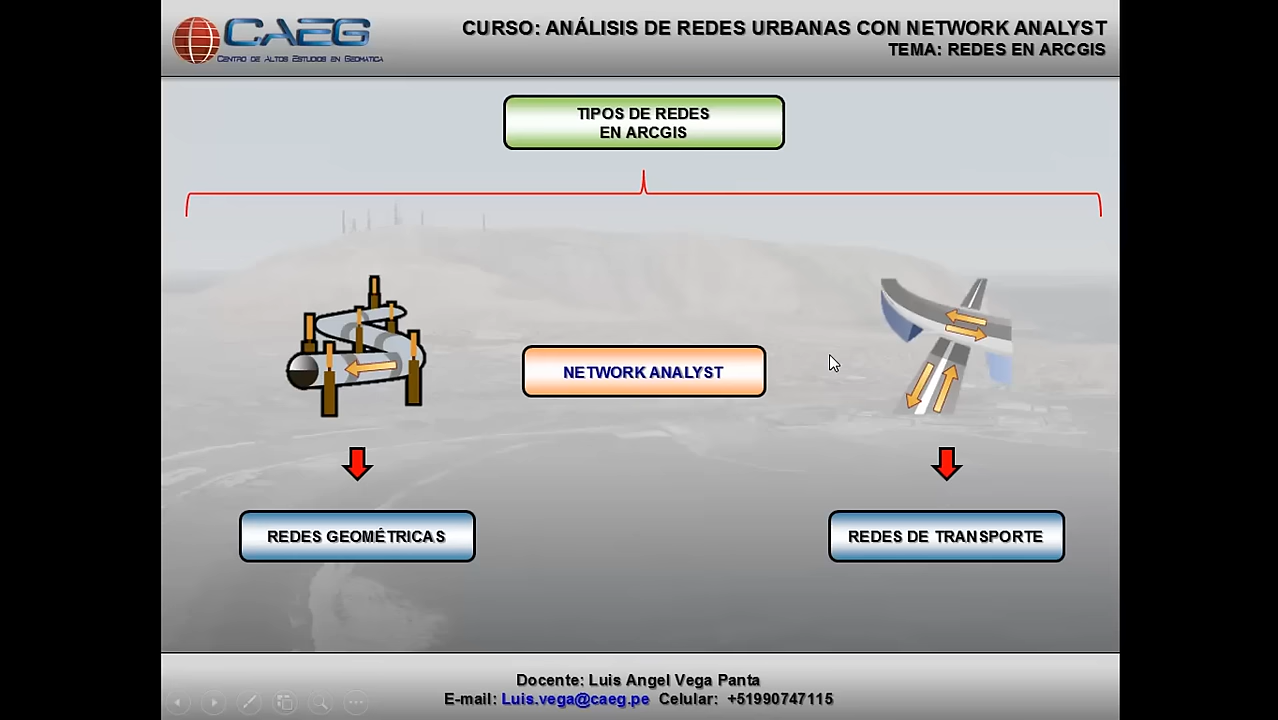 CAEG
CENTRO DE ALTOS ESTUDIOS EN GEOMATICA
CURSO: ANÁLISIS DE REDES URBANAS CON NETWORK ANALYST
TEMA: REDES EN ARCGIS
TIPOS DE REDES
EN ARCGIS
NETWORK ANALYST
REDES GEOMÉTRICAS
REDES DE TRANSPORTE
Docente: Luis Angel Vega Panta
E-mail: Luis.vega@caeg.pe Celular: +51990747115